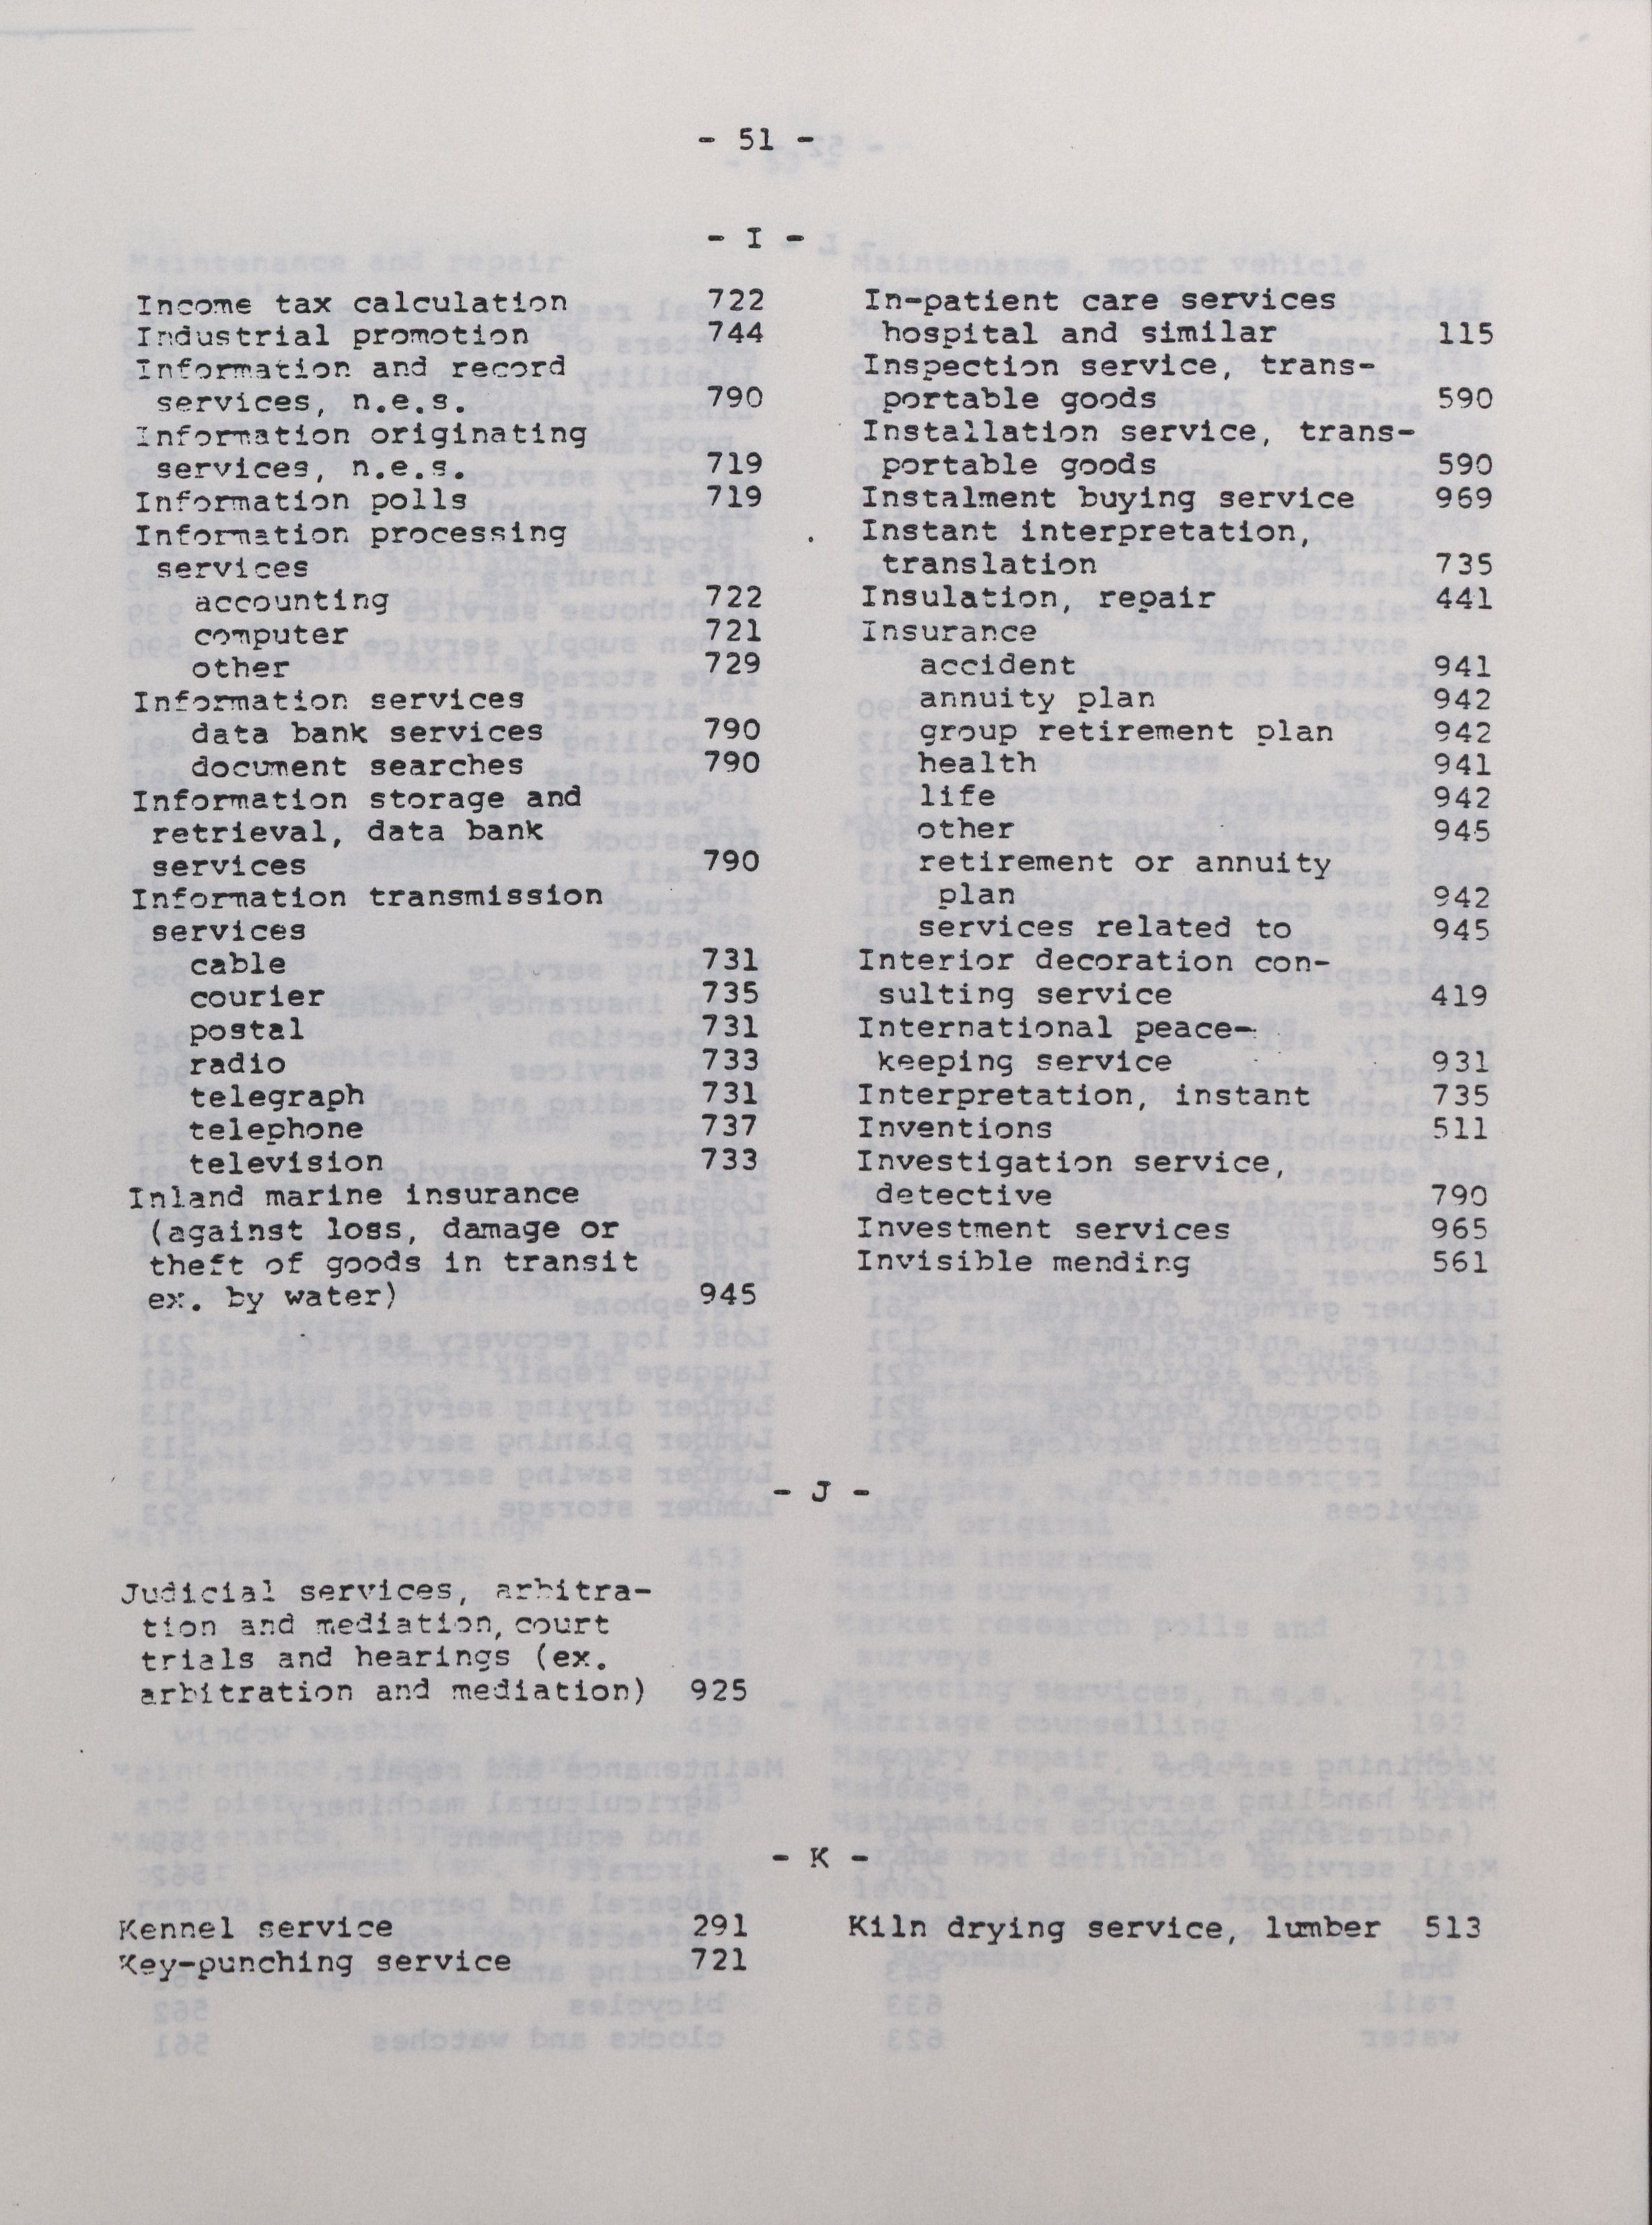 - 51 -
- I -
Income tax calculation 722
Industrial promotion 744
Information and record
services, n.e.s. 790
Information originating
services, n.e.s. 719
Information polls 719
Information processing
services
accounting 722
computer 721
other 729
Information services
data bank services 790
document searches 790
Information storage and
retrieval, data bank
services 790
Information transmission
services
cable 731
courier 735
postal 731
radio 733
telegraph 731
telephone 737
television 733
Inland marine insurance
(against loss, damage or
theft of goods in transit
ex. by water) 945
In-patient care services
hospital and similar 115
Inspection service, trans-
portable goods 590
Installation service, trans-
portable goods 590
Instalment buying service 969
Instant interpretation,
translation 735
Insulation, repair 441
Insurance
accident 941
annuity plan 942
group retirement plan 942
health 941
life 942
other 945
retirement or annuity
plan 942
services related to 945
Interior decoration con-
sulting service 419
International peace-
keeping service 931
Interpretation, instant 735
Inventions 511
Investigation service,
detective 790
Investment services 965
Invisible mending 561
- J -
Judicial services, arbitra-
tion and mediation, court
trials and hearings (ex.
arbitration and mediation) 925
- K -
Kennel service 291
Key-punching service 721
Kiln drying service, lumber 513